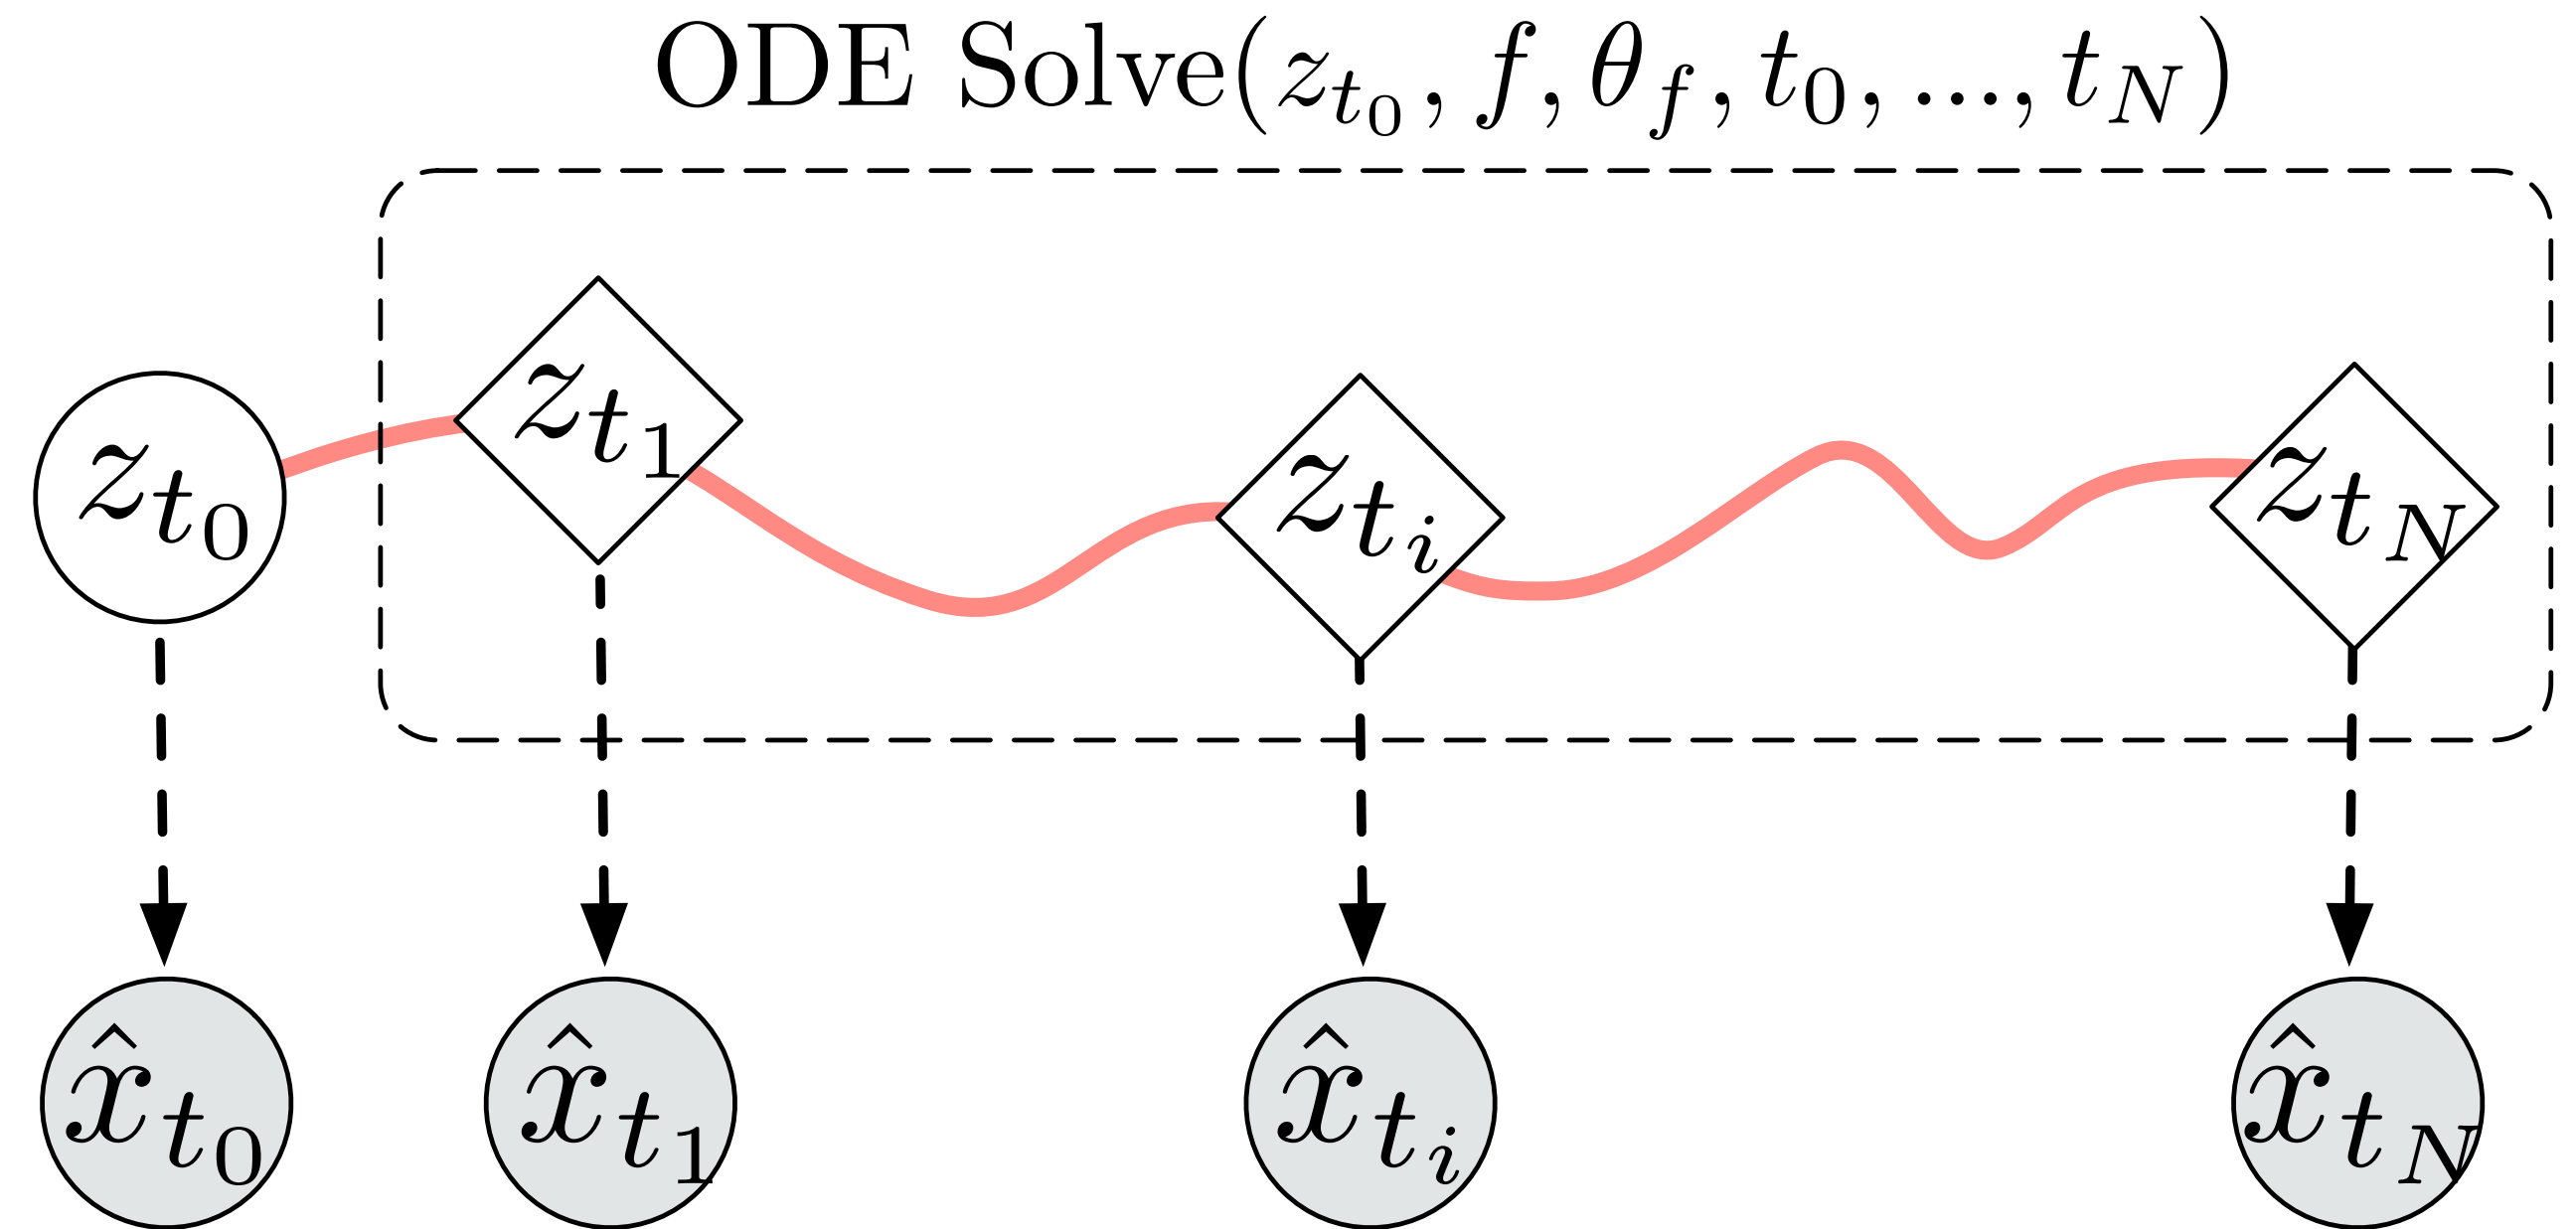 ODE Solve(z_{t_0}, f, θ_f, t_0, ..., t_N)
z_{t_0} z_{t_1} z_{t_i} z_{t_N}
x̂_{t_0} x̂_{t_1} x̂_{t_i} x̂_{t_N}